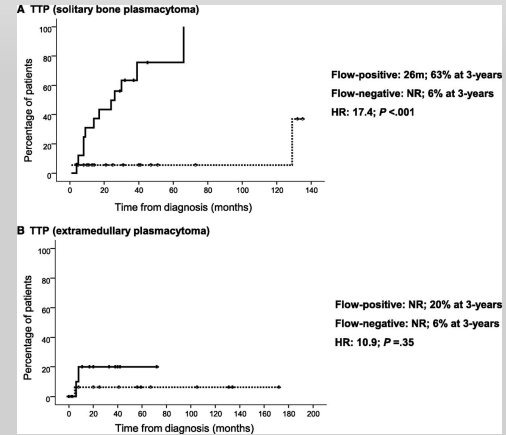 A TTP (solitary bone plasmacytoma)
100
80
60
40
20
0
Percentage of patients
0 20 40 60 80 100 120 140
Time from diagnosis (months)
Flow-positive: 26m; 63% at 3-years
Flow-negative: NR; 6% at 3-years
HR: 17.4; P <.001
B TTP (extramedullary plasmacytoma)
100
80
60
40
20
0
Percentage of patients
0 20 40 60 80 100 120 140 160 180 200
Time from diagnosis (months)
Flow-positive: NR; 20% at 3-years
Flow-negative: NR; 6% at 3-years
HR: 10.9; P =.35